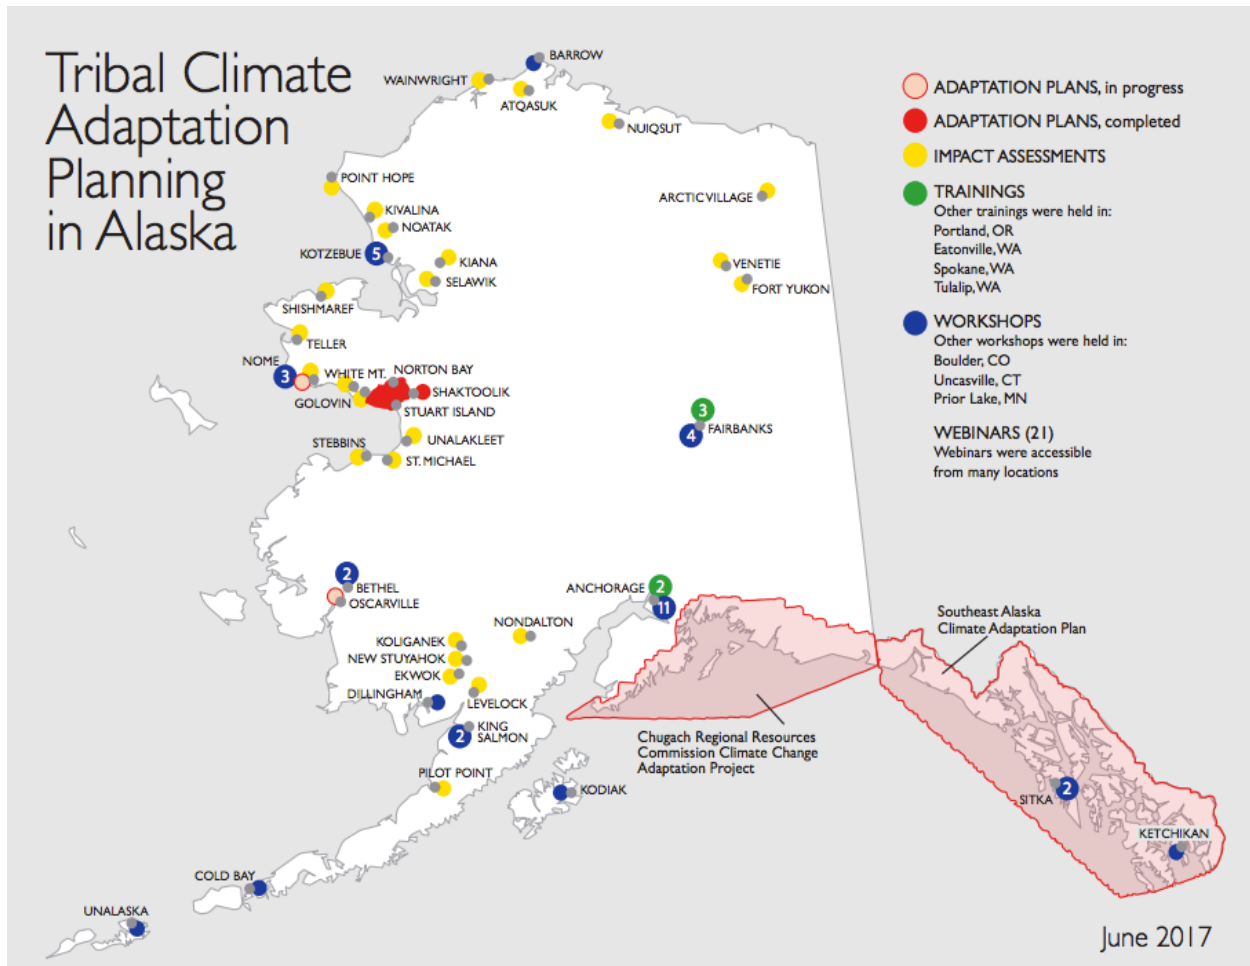 Tribal Climate
Adaptation
Planning
in Alaska
BARROW
WAINWRIGHT
ATQASUK
NUIQSUT
POINT HOPE
ARCTIC VILLAGE
KIVALINA
NOATAK
KOTZEBUE
5
KIANA
SELAWIK
VENETIE
FORT YUKON
SHISHMAREF
TELLER
NOME
3
WHITE MT.
NORTON BAY
SHAKTOOLIK
GOLOVIN
STUART ISLAND
3
4
FAIRBANKS
UNALAKLEET
STEBBINS
ST. MICHAEL
2
BETHEL
OSCARVILLE
ANCHORAGE
2
11
NONDALTON
KOLIGANEK
NEW STUYAHOK
EKWOK
DILLINGHAM
LEVELOCK
2
KING
SALMON
PILOT POINT
KODIAK
COLD BAY
UNALASKA
Chugach Regional Resources
Commission Climate Change
Adaptation Project
Southeast Alaska
Climate Adaptation Plan
SITKA
2
KETCHIKAN
ADAPTATION PLANS, in progress
ADAPTATION PLANS, completed
IMPACT ASSESSMENTS
TRAININGS
Other trainings were held in:
Portland, OR
Eatonville, WA
Spokane, WA
Tulalip, WA
WORKSHOPS
Other workshops were held in:
Boulder, CO
Uncasville, CT
Prior Lake, MN
WEBINARS (21)
Webinars were accessible
from many locations
June 2017